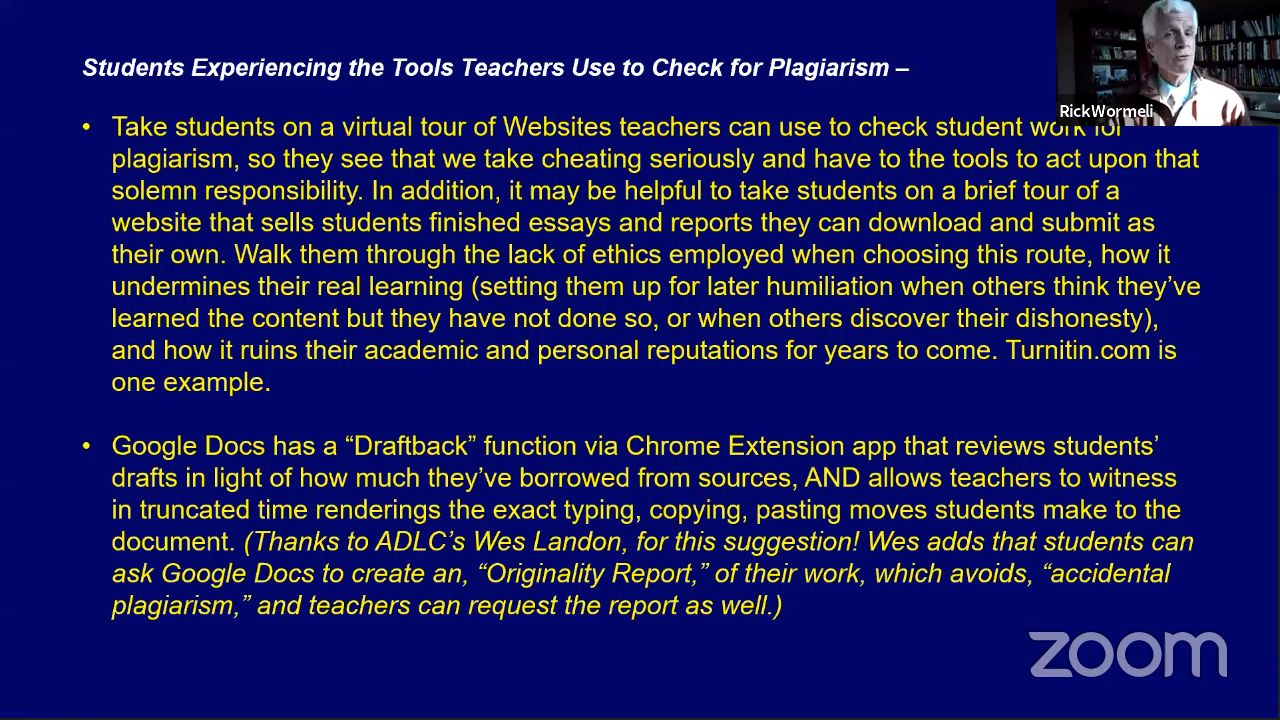 Students Experiencing the Tools Teachers Use to Check for Plagiarism –
RickWormeli
• Take students on a virtual tour of Websites teachers can use to check student work for
plagiarism, so they see that we take cheating seriously and have to the tools to act upon that
solemn responsibility. In addition, it may be helpful to take students on a brief tour of a
website that sells students finished essays and reports they can download and submit as
their own. Walk them through the lack of ethics employed when choosing this route, how it
undermines their real learning (setting them up for later humiliation when others think they’ve
learned the content but they have not done so, or when others discover their dishonesty),
and how it ruins their academic and personal reputations for years to come. Turnitin.com is
one example.
• Google Docs has a “Draftback” function via Chrome Extension app that reviews students’
drafts in light of how much they’ve borrowed from sources, AND allows teachers to witness
in truncated time renderings the exact typing, copying, pasting moves students make to the
document. (Thanks to ADLC’s Wes Landon, for this suggestion! Wes adds that students can
ask Google Docs to create an, “Originality Report,” of their work, which avoids, “accidental
plagiarism,” and teachers can request the report as well.)
zoom